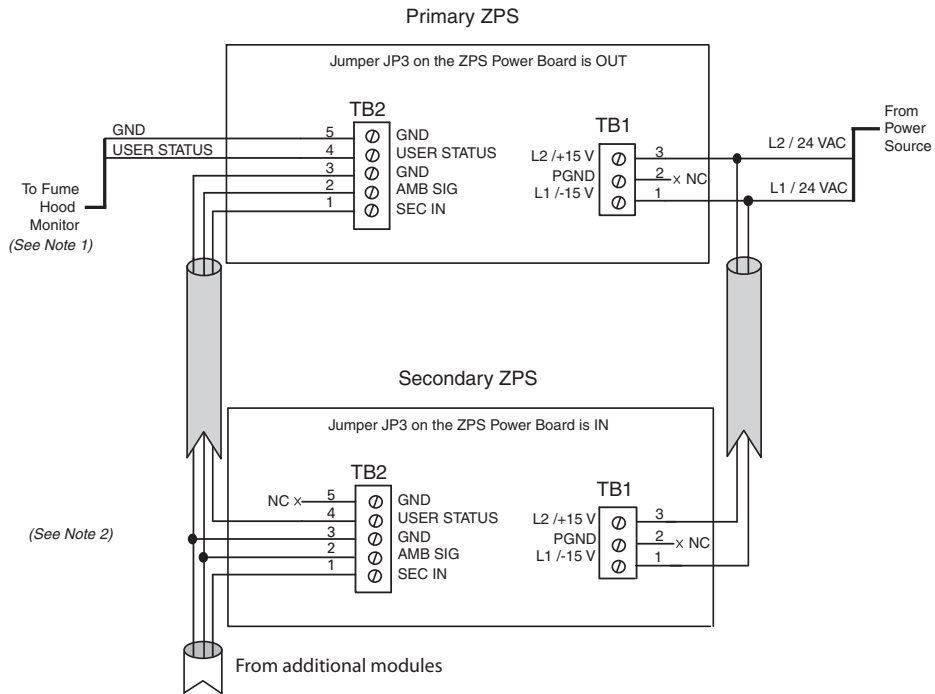 Primary ZPS
Jumper JP3 on the ZPS Power Board is OUT
TB2
5 GND
4 USER STATUS
3 GND
2 AMB SIG
1 SEC IN
GND
USER STATUS
To Fume
Hood
Monitor
(See Note 1)
TB1
L2 /+15 V 3
PGND 2 x NC
L1 /-15 V 1
L2 / 24 VAC
L1 / 24 VAC
From
Power
Source
Secondary ZPS
Jumper JP3 on the ZPS Power Board is IN
TB2
NC x 5 GND
4 USER STATUS
3 GND
2 AMB SIG
1 SEC IN
(See Note 2)
TB1
L2 /+15 V 3
PGND 2 x NC
L1 /-15 V 1
From additional modules